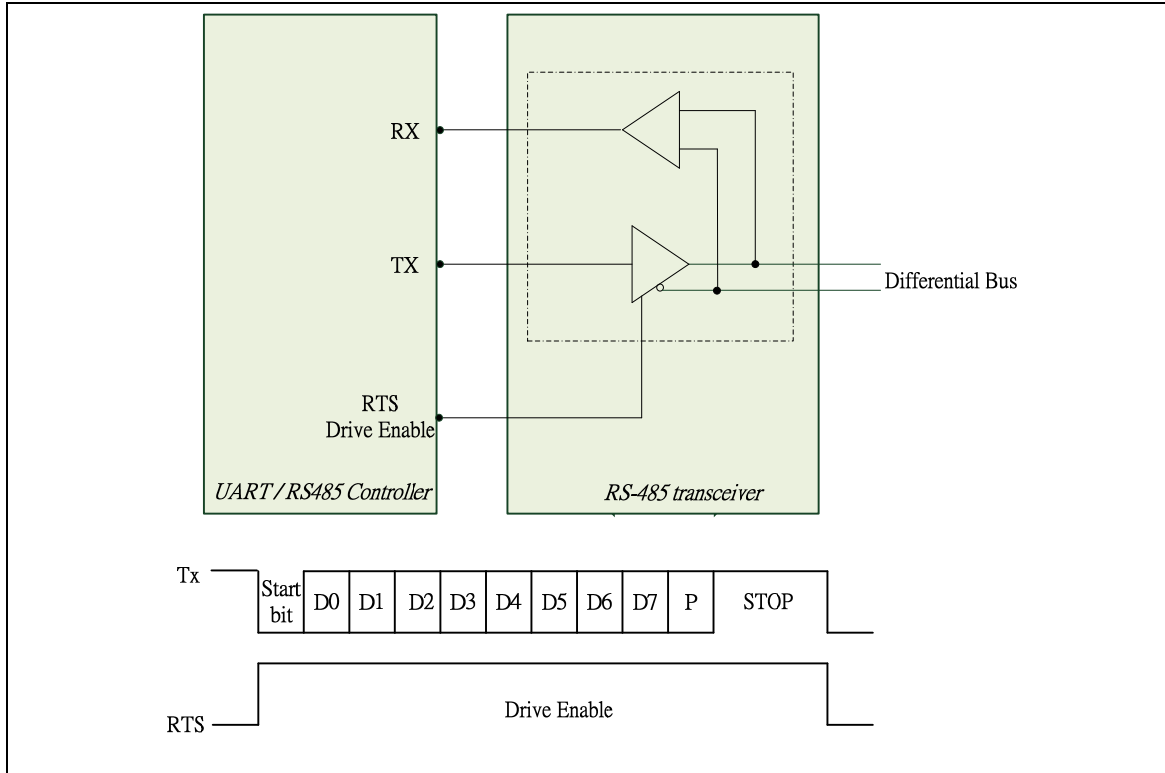 RX
TX
Differential Bus
RTS
Drive Enable
UART / RS485 Controller
RS-485 transceiver
Tx
Start
bit
D0
D1
D2
D3
D4
D5
D6
D7
P
STOP
RTS
Drive Enable